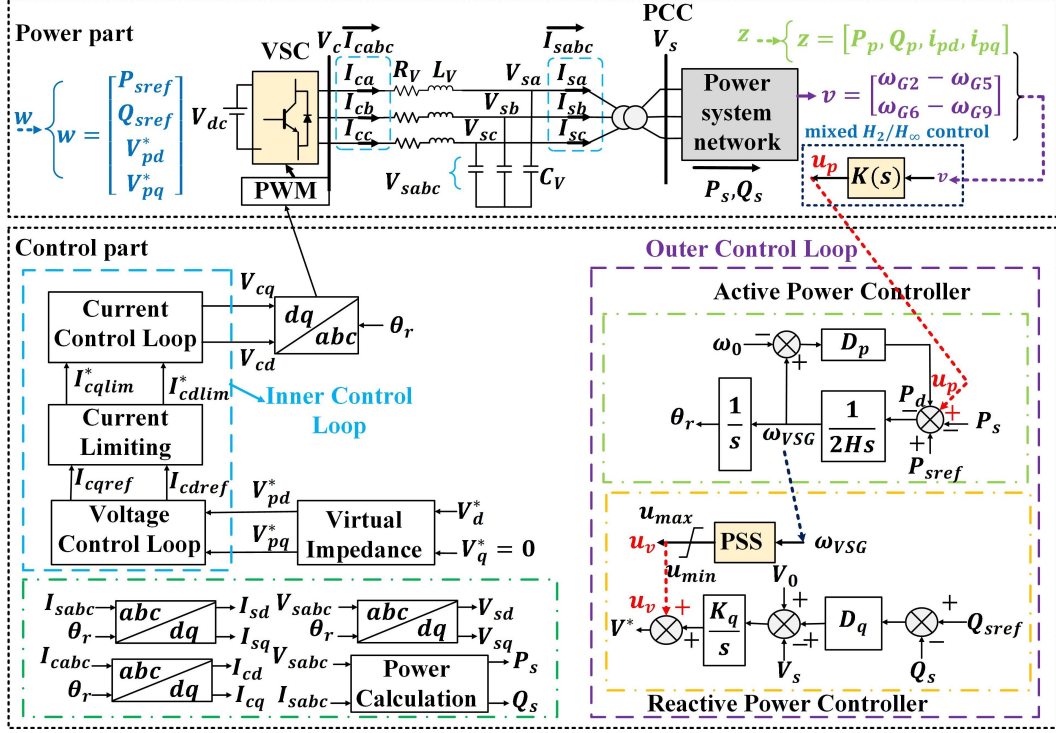 Power part
w
w = [P_sref Q_sref V*_pd V*_pq]
V_dc
VSC
PWM
V_c
I_cabc
I_ca
I_cb
I_cc
R_V
L_V
V_sa
V_sb
V_sc
V_sabc
C_V
I_sabc
I_sa
I_sb
I_sc
PCC
V_s
Power
system
network
P_s,Q_s
z
z = [P_p, Q_p, i_pd, i_pq]
v = [ω_G2 − ω_G5
ω_G6 − ω_G9]
mixed H_2/H_∞ control
u_p
K(s)
v
Control part
Current
Control Loop
V_cq
V_cd
dq
abc
θ_r
I*_cqlim
I*_cdlim
Inner Control
Loop
Current
Limiting
I_cqref
I_cdref
Voltage
Control Loop
V*_pd
V*_pq
Virtual
Impedance
V*_d
V*_q = 0
I_sabc
θ_r
abc
dq
I_sd
I_sq
V_sabc
θ_r
abc
dq
V_sd
V_sq
I_cabc
θ_r
abc
dq
I_cd
I_cq
V_sabc
I_sabc
Power
Calculation
P_s
Q_s
Outer Control Loop
Active Power Controller
ω_0
−
+
D_p
u_p
P_d
−
+
−
P_s
+
P_sref
1
2Hs
ω_VSG
1
s
θ_r
u_max
u_v
u_min
PSS
ω_VSG
u_v
+
V*
+
K_q
s
V_0
+
−
+
V_s
D_q
+
−
Q_sref
Q_s
Reactive Power Controller